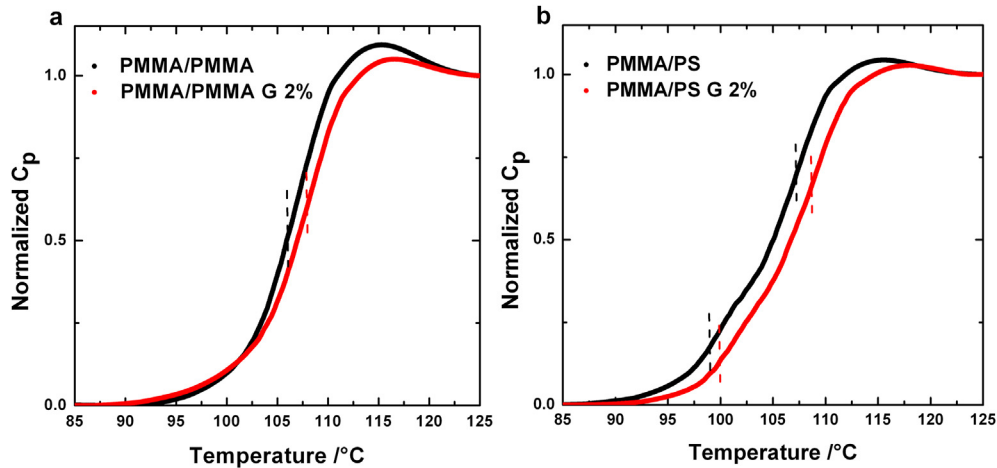 a
PMMA/PMMA
PMMA/PMMA G 2%
Normalized Cp
1.0
0.5
0.0
85 90 95 100 105 110 115 120 125
Temperature /°C
b
PMMA/PS
PMMA/PS G 2%
Normalized Cp
1.0
0.5
0.0
85 90 95 100 105 110 115 120 125
Temperature /°C